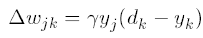 Δw_{jk} = γy_j(d_k − y_k)